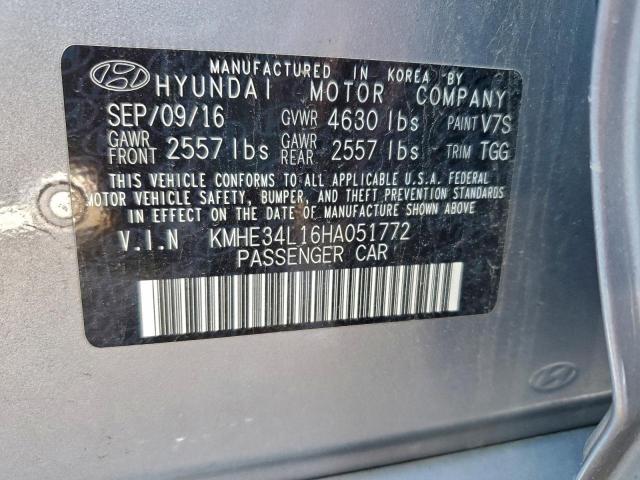 MANUFACTURED IN KOREA BY
HYUNDAI MOTOR COMPANY
SEP/09/16 GVWR 4630 lbs PAINT V7S
GAWR FRONT 2557 lbs GAWR REAR 2557 lbs TRIM TGG
THIS VEHICLE CONFORMS TO ALL APPLICABLE U.S.A. FEDERAL
MOTOR VEHICLE SAFETY, BUMPER, AND THEFT PREVENTION STANDARDS
IN EFFECT ON THE DATE OF MANUFACTURE SHOWN ABOVE.
V.I.N KMHE34L16HA051772
PASSENGER CAR